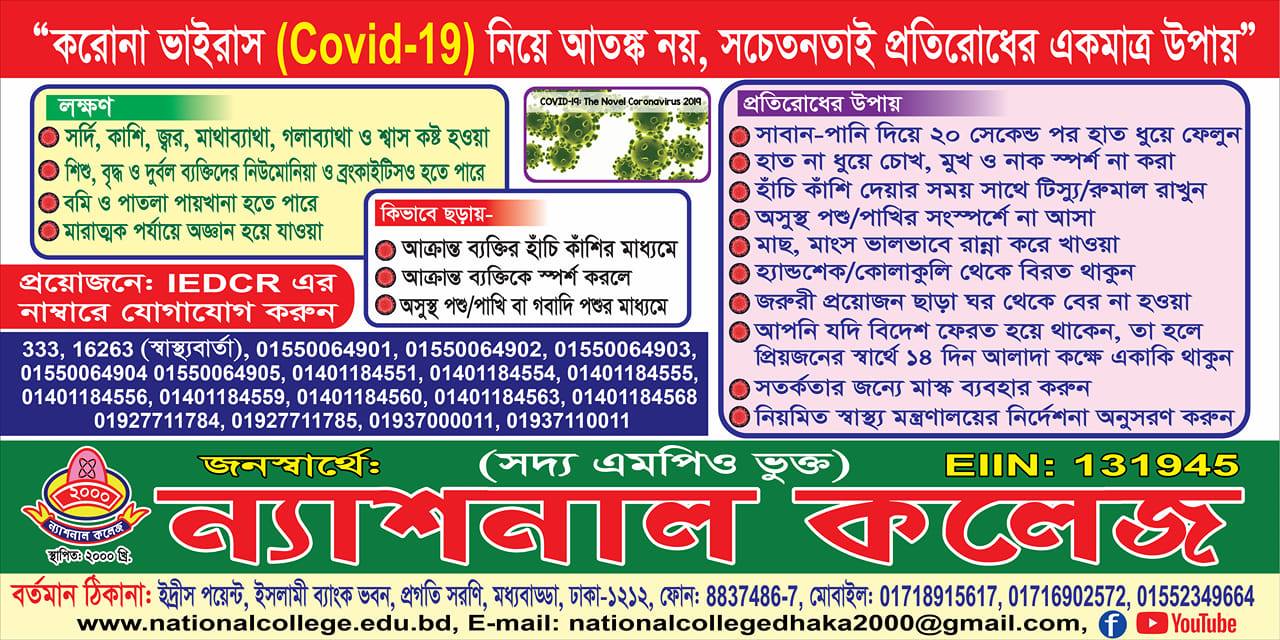 “করোনা ভাইরাস (Covid-19) নিয়ে আতঙ্ক নয়, সচেতনতাই প্রতিরোধের একমাত্র উপায়”
লক্ষণ
সর্দি, কাশি, জ্বর, মাথাব্যাথা, গলাব্যাথা ও শ্বাস কষ্ট হওয়া
শিশু, বৃদ্ধ ও দুর্বল ব্যক্তিদের নিউমোনিয়া ও ব্রংকাইটিসও হতে পারে
বমি ও পাতলা পায়খানা হতে পারে
মারাত্মক পর্যায়ে অজ্ঞান হয়ে যাওয়া
COVID-19: The Novel Coronavirus 2019
কিভাবে ছড়ায়-
আক্রান্ত ব্যক্তির হাঁচি কাঁশির মাধ্যমে
আক্রান্ত ব্যক্তিকে স্পর্শ করলে
অসুস্থ পশু/পাখি বা গবাদি পশুর মাধ্যমে
প্রতিরোধের উপায়
সাবান-পানি দিয়ে ২০ সেকেন্ড পর হাত ধুয়ে ফেলুন
হাত না ধুয়ে চোখ, মুখ ও নাক স্পর্শ না করা
হাঁচি কাঁশি দেয়ার সময় সাথে টিস্যু/রুমাল রাখুন
অসুস্থ পশু/পাখির সংস্পর্শে না আসা
মাছ, মাংস ভালভাবে রান্না করে খাওয়া
হ্যান্ডশেক/কোলাকুলি থেকে বিরত থাকুন
জরুরী প্রয়োজন ছাড়া ঘর থেকে বের না হওয়া
আপনি যদি বিদেশ ফেরত হয়ে থাকেন, তা হলে
প্রিয়জনের স্বার্থে ১৪ দিন আলাদা কক্ষে একাকি থাকুন
সতর্কতার জন্যে মাস্ক ব্যবহার করুন
নিয়মিত স্বাস্থ্য মন্ত্রণালয়ের নির্দেশনা অনুসরণ করুন
প্রয়োজনে: IEDCR এর
নাম্বারে যোগাযোগ করুন
333, 16263 (স্বাস্থ্যবার্তা), 01550064901, 01550064902, 01550064903,
01550064904 01550064905, 01401184551, 01401184554, 01401184555,
01401184556, 01401184559, 01401184560, 01401184563, 01401184568
01927711784, 01927711785, 01937000011, 01937110011
জনস্বার্থে:
(সদ্য এমপিও ভুক্ত)
EIIN: 131945
২০০০
ন্যাশনাল কলেজ
স্থাপিত: ২০০০ খ্রি.
ন্যাশনাল কলেজ
বর্তমান ঠিকানা: ইদ্রীস পয়েন্ট, ইসলামী ব্যাংক ভবন, প্রগতি সরণি, মধ্যবাড্ডা, ঢাকা-১২১২, ফোন: 8837486-7, মোবাইল: 01718915617, 01716902572, 01552349664
www.nationalcollege.edu.bd, E-mail: nationalcollegedhaka2000@gmail.com, YouTube